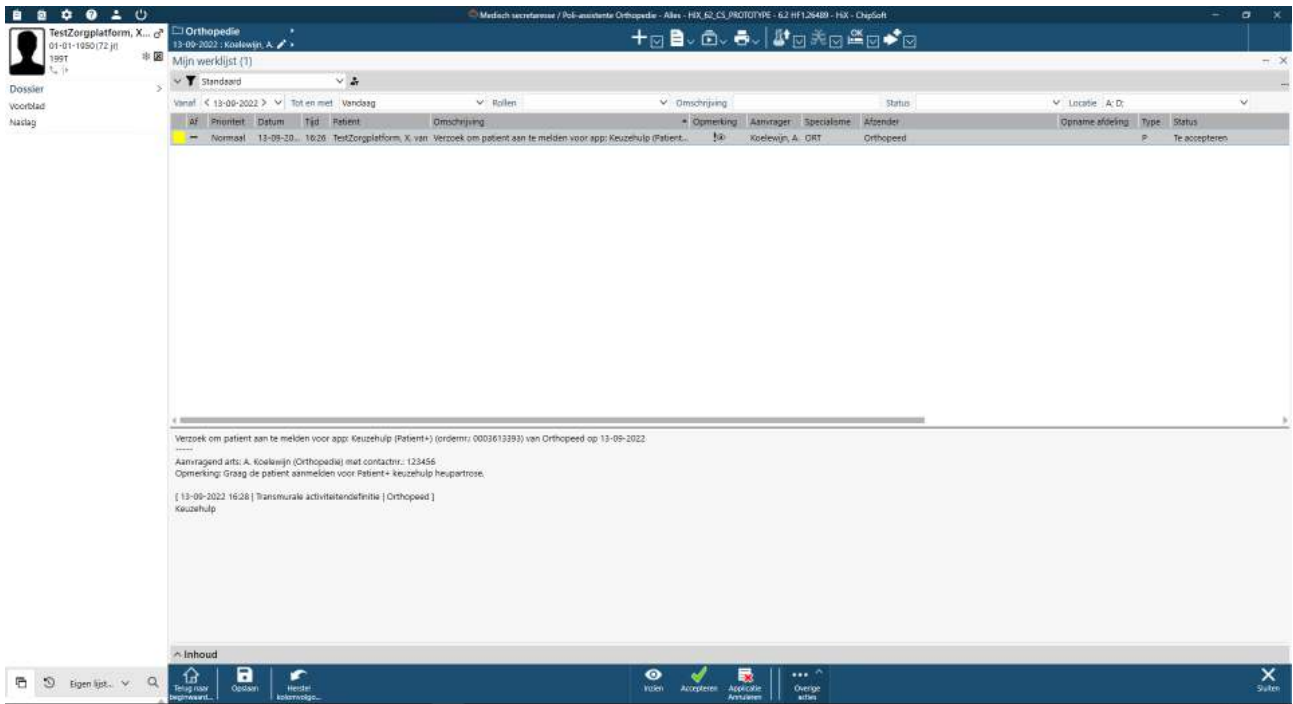 Medisch secretaresse / Poli-assistente Orthopedie - Alles - HIX_62_CS_PROTOTYPE - 6.2 HF1.26489 - HiX - ChipSoft
TestZorgplatform, X...
01-01-1950 (72 jr)
1991
Orthopedie
13-09-2022 : Koelewijn, A.
Mijn werklijst (1)
Dossier
Voorblad
Naslag
Standaard
Vanaf < 13-09-2022 > Tot en met Vandaag Rollen Omschrijving Status Locatie A; D;
Af Prioriteit Datum Tijd Patiënt Omschrijving Opmerking Aanvrager Specialisme Afzender Opname afdeling Type Status
Normaal 13-09-20... 16:26 TestZorgplatform, X. van Verzoek om patient aan te melden voor app: Keuzehulp (Patient... Koelewijn, A. ORT Orthopeed P Te accepteren
Verzoek om patient aan te melden voor app: Keuzehulp (Patient+) (ordernr.: 0003613393) van Orthopeed op 13-09-2022
-----
Aanvragend arts: A. Koelewijn (Orthopedie) met contactnr.: 123456
Opmerking: Graag de patient aanmelden voor Patient+ keuzehulp heupartrose.
[ 13-09-2022 16:28 | Transmurale activiteitendefinitie | Orthopeed ]
Keuzehulp
Inhoud
Eigen lijst...
Terug naar beginwaard...
Opslaan
Herstel kolomvolgo...
Inzien
Accepteren
Applicatie Annuleren
Overige acties
Sluiten